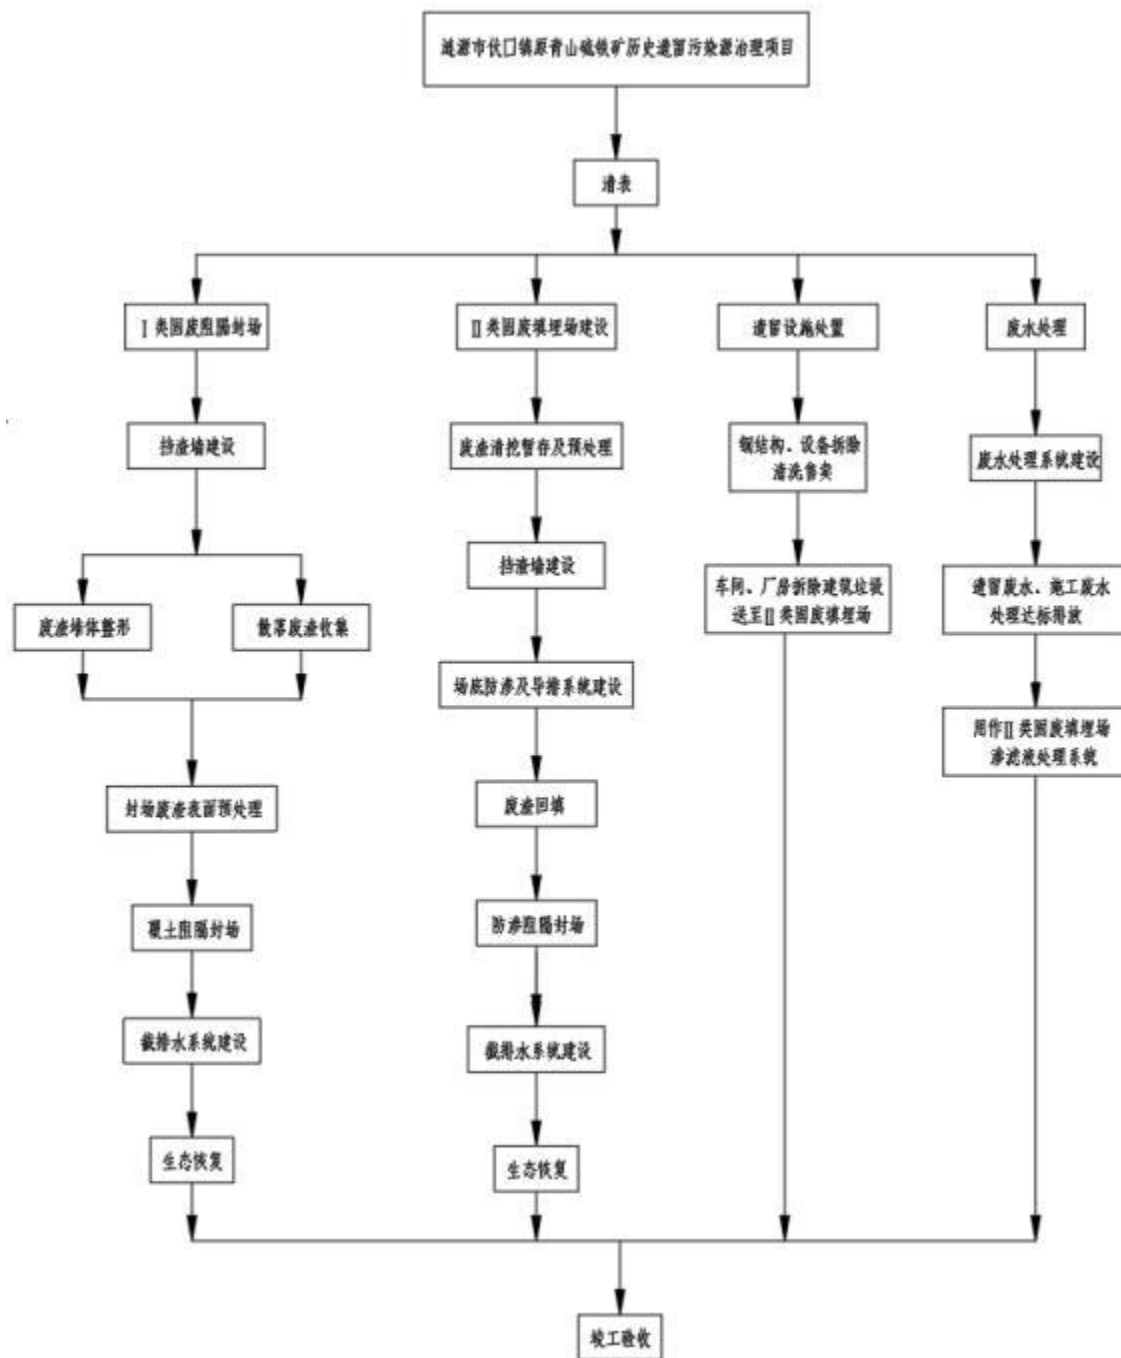 涟源市伏口镇原青山硫铁矿历史遗留污染源治理项目
清表
Ⅰ类固废阻隔封场
Ⅱ类固废填埋场建设
遗留设施处置
废水处理
挡渣墙建设
废渣清挖暂存及预处理
钢结构、设备拆除
清洗售卖
废水处理系统建设
挡渣墙建设
车间、厂房拆除建筑垃圾
送至Ⅱ类固废填埋场
遗留废水、施工废水
处理达标排放
废渣堆体整形
散落废渣收集
场底防渗及导排系统建设
用作Ⅱ类固废填埋场
渗滤液处理系统
封场废渣表面预处理
废渣回填
覆土阻隔封场
防渗阻隔封场
截排水系统建设
截排水系统建设
生态恢复
生态恢复
竣工验收